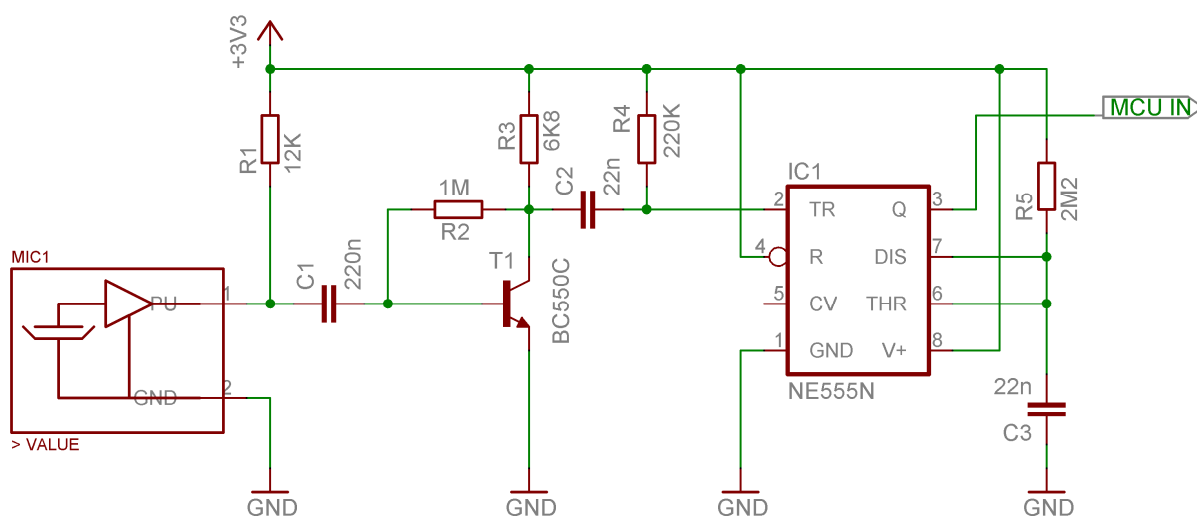 +3V3
MCU IN
R1
12K
R3
6K8
R4
220K
C2
22n
1M
R2
IC1
2
TR
Q
3
4
R
DIS
7
5
CV
THR
6
1
GND
V+
8
NE555N
R5
2M2
22n
C3
MIC1
PU
1
GND
2
> VALUE
C1
220n
T1
BC550C
GND
GND
GND
GND